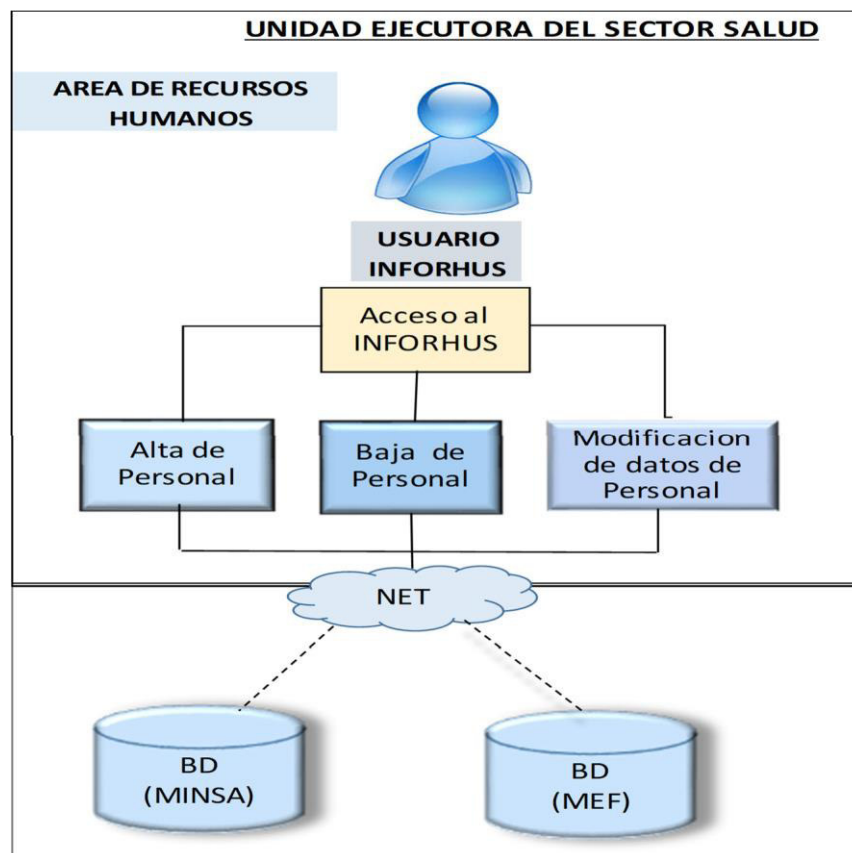 UNIDAD EJECUTORA DEL SECTOR SALUD
AREA DE RECURSOS
HUMANOS
USUARIO
INFORHUS
Acceso al
INFORHUS
Alta de
Personal
Baja de
Personal
Modificacion
de datos de
Personal
NET
BD
(MINSA)
BD
(MEF)